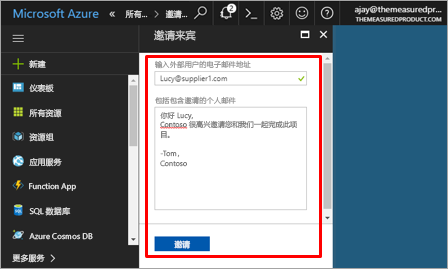 Microsoft Azure
«
所有...
>
邀请...
2
>_
ajay@themeasuredpr...
THEMEASUREDPRODUCT.COM
邀请来宾
新建
仪表板
所有资源
资源组
应用服务
Function App
SQL 数据库
SQL
Azure Cosmos DB
更多服务 >
输入外部用户的电子邮件地址
Lucy@supplier1.com
包括包含邀请的个人邮件
你好 Lucy,
Contoso 很高兴邀请您和我们一起完成此项
目。
-Tom,
Contoso
邀请